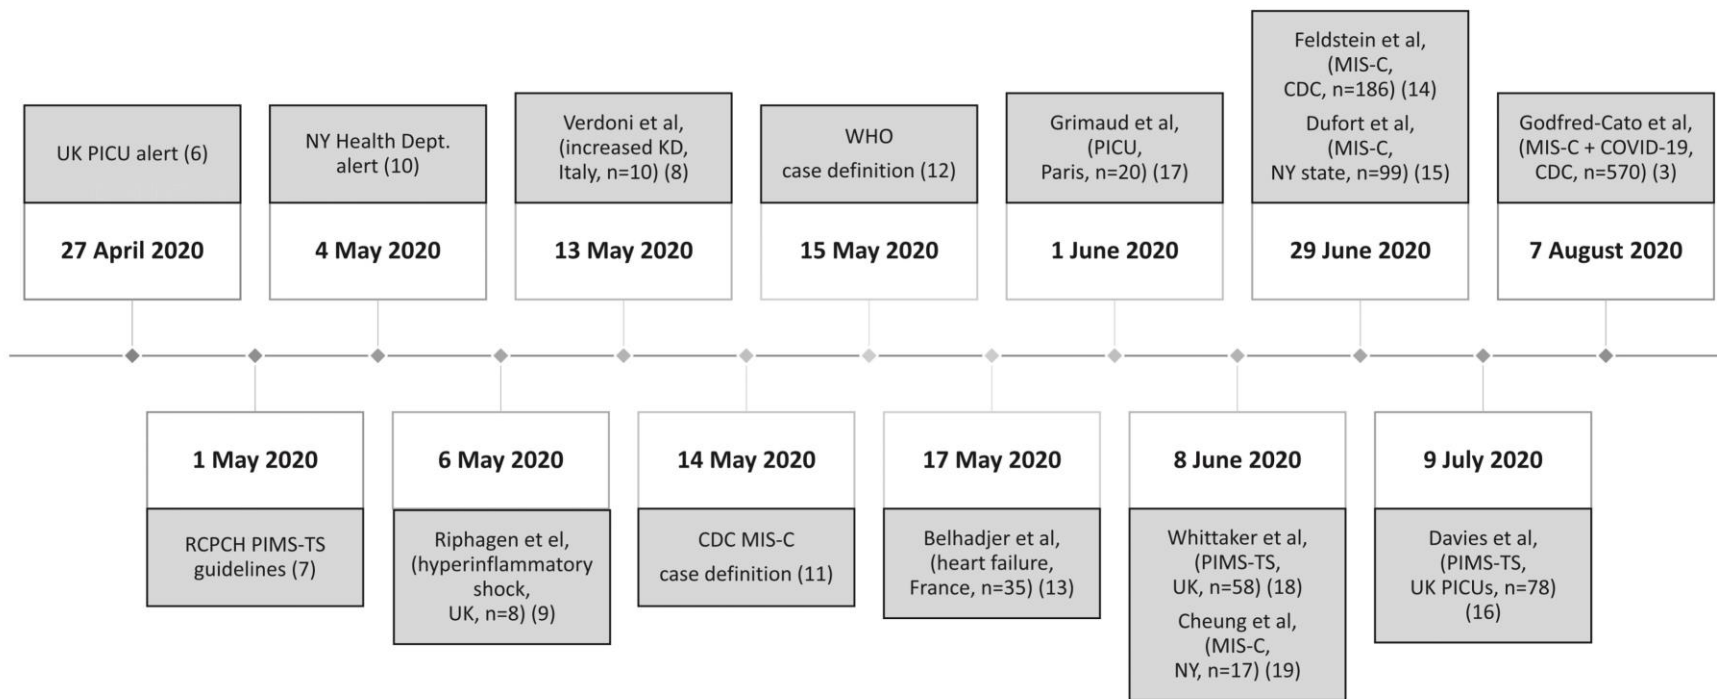 UK PICU alert (6)
27 April 2020
NY Health Dept.
alert (10)
4 May 2020
Verdoni et al,
(increased KD,
Italy, n=10) (8)
13 May 2020
WHO
case definition (12)
15 May 2020
Grimaud et al,
(PICU,
Paris, n=20) (17)
1 June 2020
Feldstein et al,
(MIS-C,
CDC, n=186) (14)
Dufort et al,
(MIS-C,
NY state, n=99) (15)
29 June 2020
Godfred-Cato et al,
(MIS-C + COVID-19,
CDC, n=570) (3)
7 August 2020
1 May 2020
RCPCH PIMS-TS
guidelines (7)
6 May 2020
Riphagen et el,
(hyperinflammatory
shock,
UK, n=8) (9)
14 May 2020
CDC MIS-C
case definition (11)
17 May 2020
Belhadjer et al,
(heart failure,
France, n=35) (13)
8 June 2020
Whittaker et al,
(PIMS-TS,
UK, n=58) (18)
Cheung et al,
(MIS-C,
NY, n=17) (19)
9 July 2020
Davies et al,
(PIMS-TS,
UK PICUs, n=78)
(16)